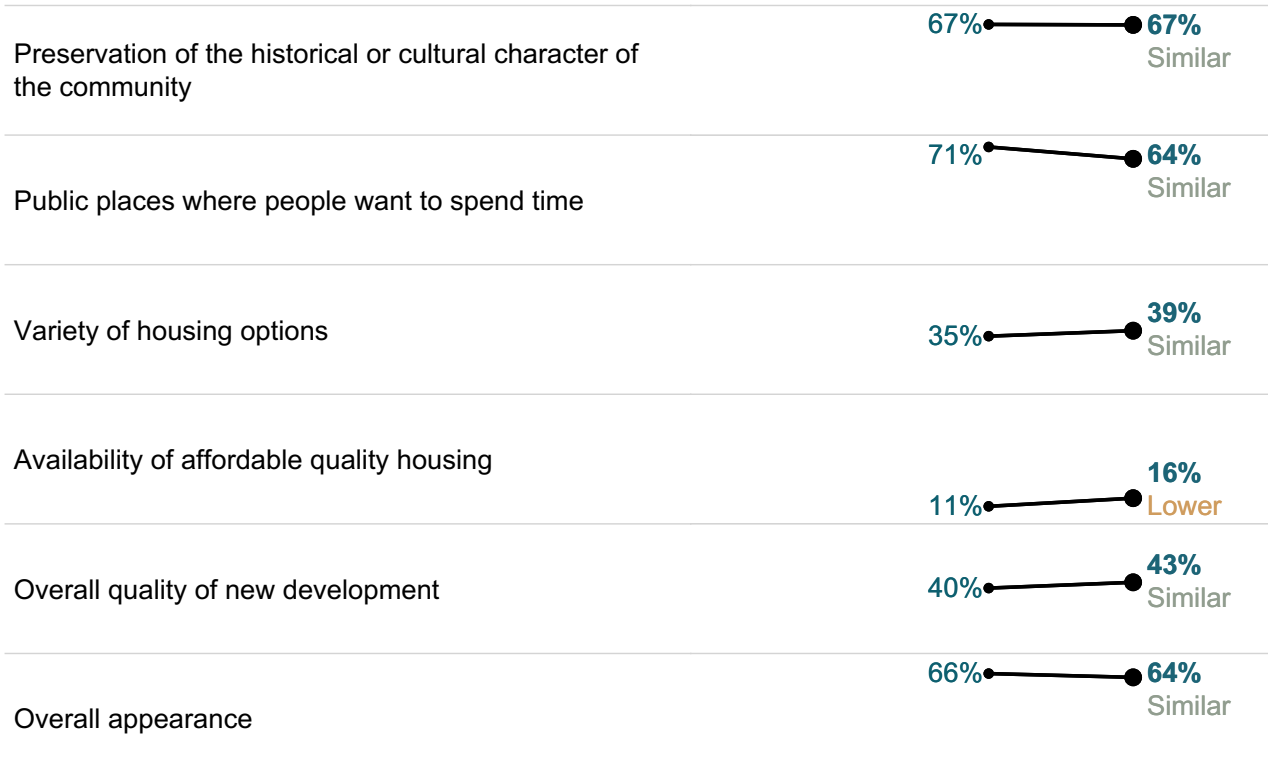 67% 67%
Preservation of the historical or cultural character of
the community
Similar
71% 64%
Similar
Public places where people want to spend time
39%
Variety of housing options 35%
Similar
Availability of affordable quality housing
16%
11% Lower
43%
Overall quality of new development 40%
Similar
66% 64%
Similar
Overall appearance